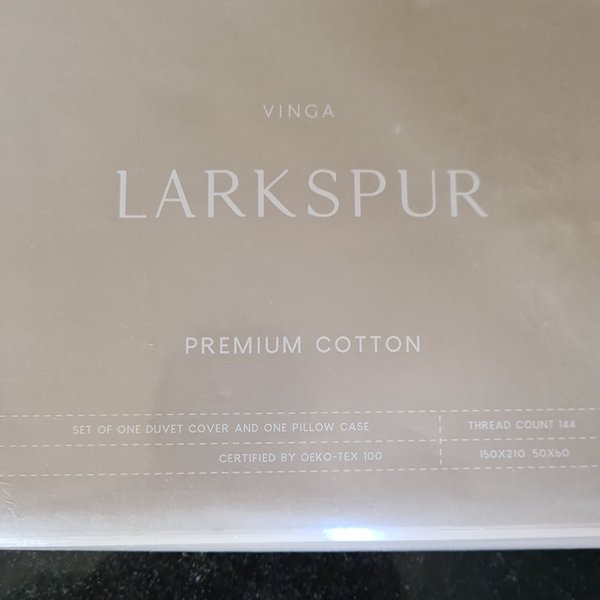 VINGA
LARKSPUR
PREMIUM COTTON
SET OF ONE DUVET COVER AND ONE PILLOW CASE
THREAD COUNT 144
CERTIFIED BY OEKO-TEX 100
150X210 50X60